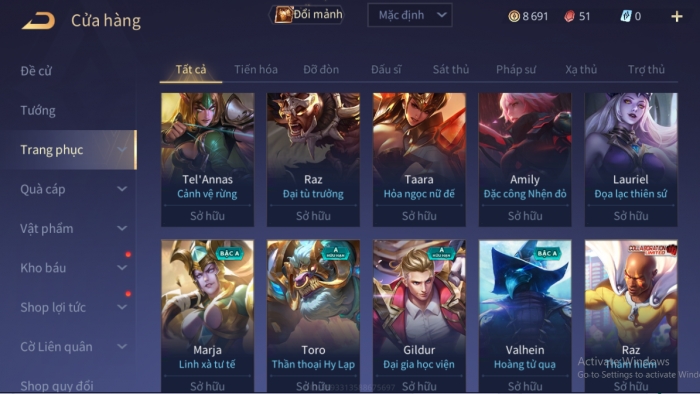 Cửa hàng
Đổi mảnh
Mặc định
8 691
51
0
Đề cử
Tướng
Trang phục
Quà cáp
Vật phẩm
Kho báu
Shop lợi tức
Cờ Liên quân
Shop quy đổi
Tất cả Tiến hóa Đỡ đòn Đấu sĩ Sát thủ Pháp sư Xạ thủ Trợ thủ
Tel'Annas
Cảnh vệ rừng
Sở hữu
Raz
Đại tù trưởng
Sở hữu
Taara
Hỏa ngọc nữ đế
Sở hữu
Amily
Đặc công Nhện đỏ
Sở hữu
Lauriel
Đọa lạc thiên sứ
Sở hữu
BẬC A
Marja
Linh xà tư tế
Sở hữu
A
HỮU HẠN
Toro
Thần thoại Hy Lạp
Sở hữu
A
HỮU HẠN
Gildur
Đại gia học viện
Sở hữu
BẬC A
Valhein
Hoàng tử quạ
Sở hữu
COLLABORATION
LIMITED
Raz
Thầm hiểm
Sở hữu
Activate Windows
Go to Settings to activate Wind